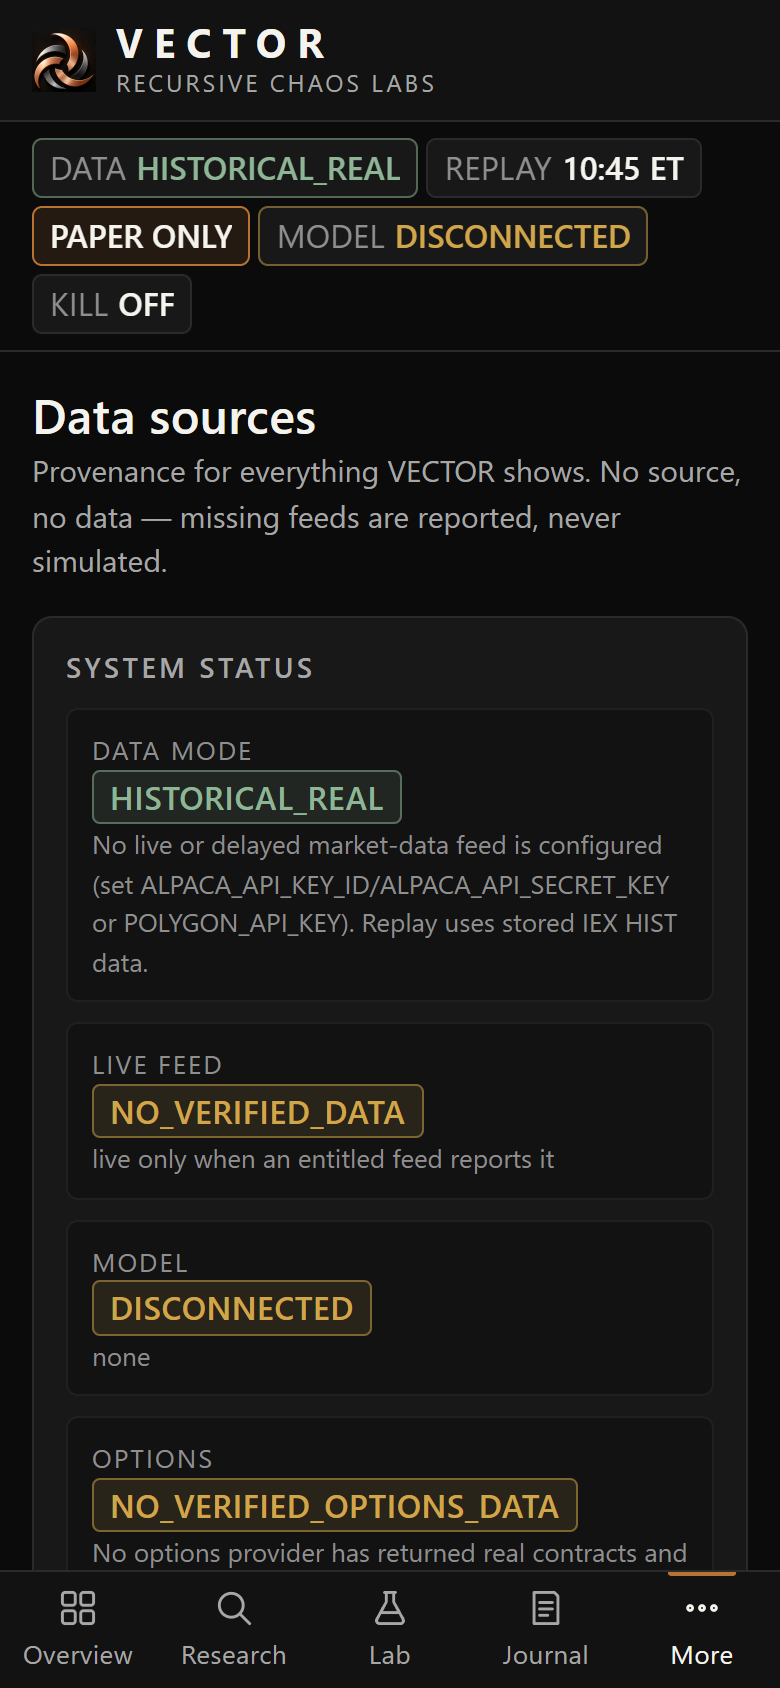 VECTOR
RECURSIVE CHAOS LABS
DATA HISTORICAL_REAL
REPLAY 10:45 ET
PAPER ONLY
MODEL DISCONNECTED
KILL OFF
Data sources
Provenance for everything VECTOR shows. No source,
no data — missing feeds are reported, never
simulated.
SYSTEM STATUS
DATA MODE
HISTORICAL_REAL
No live or delayed market-data feed is configured
(set ALPACA_API_KEY_ID/ALPACA_API_SECRET_KEY
or POLYGON_API_KEY). Replay uses stored IEX HIST
data.
LIVE FEED
NO_VERIFIED_DATA
live only when an entitled feed reports it
MODEL
DISCONNECTED
none
OPTIONS
NO_VERIFIED_OPTIONS_DATA
No options provider has returned real contracts and
Overview
Research
Lab
Journal
More